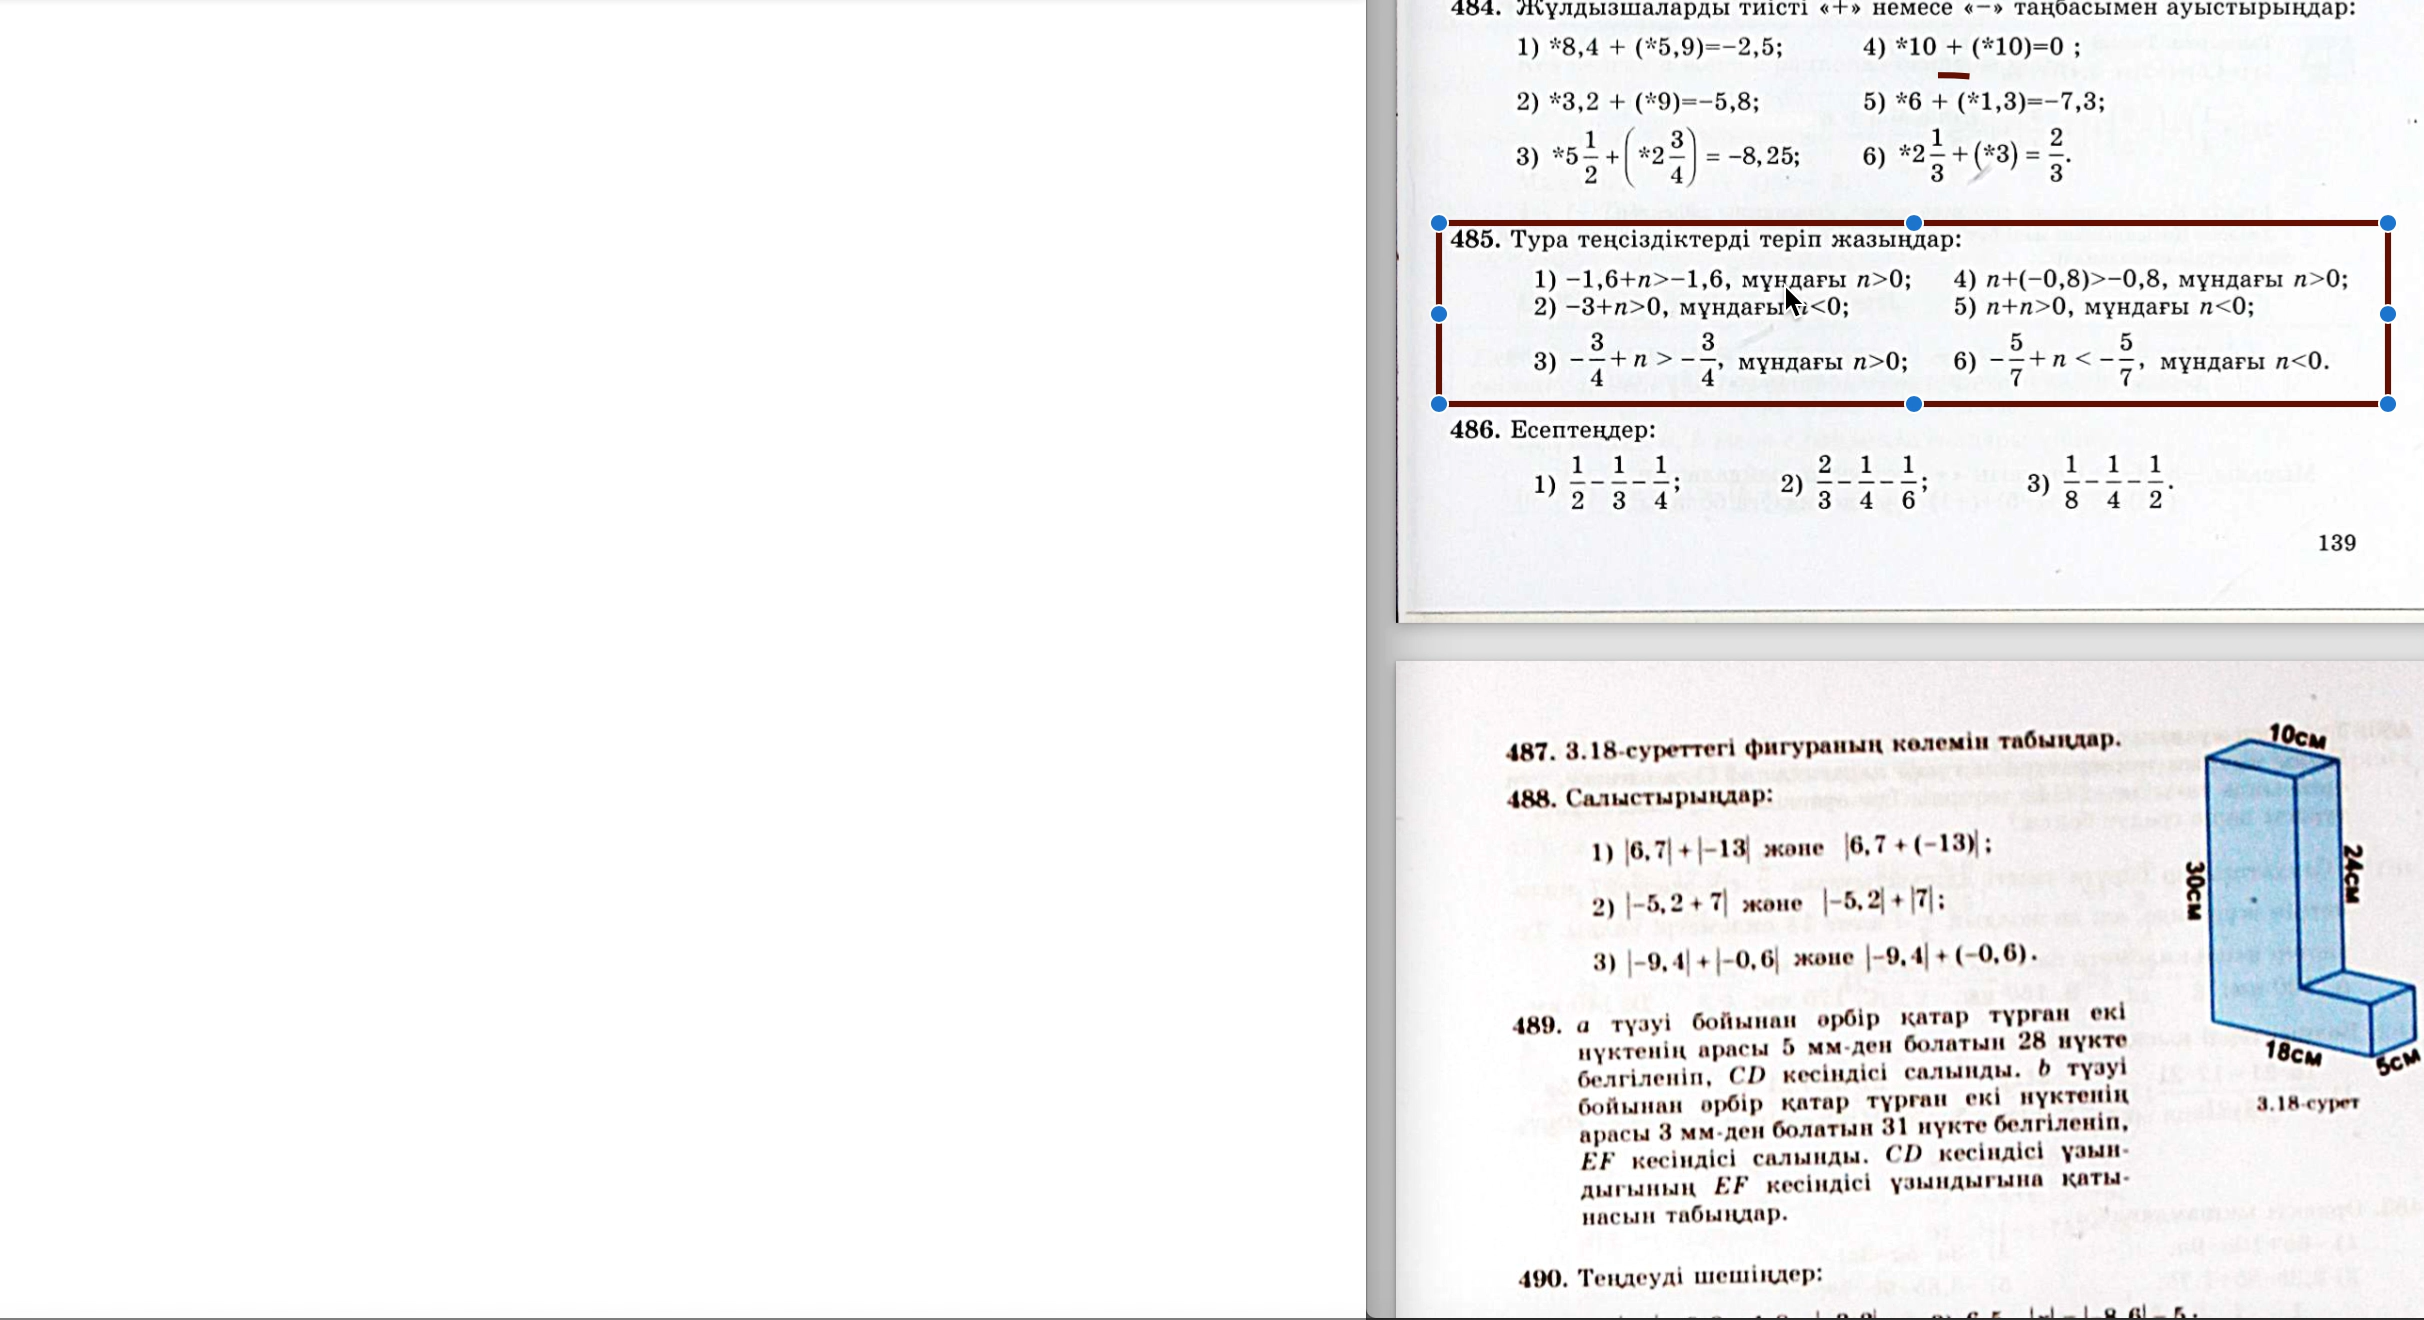 484. Жұлдызшаларды тиісті «+» немесе «−» таңбасымен ауыстырыңдар:
1) *8,4 + (*5,9)=−2,5; 4) *10 + (*10)=0 ;
2) *3,2 + (*9)=−5,8; 5) *6 + (*1,3)=−7,3;
3) *5 1/2 + (*2 3/4) = −8,25; 6) *2 1/3 + (*3) = 2/3.
485. Тура теңсіздіктерді теріп жазыңдар:
1) −1,6+n>−1,6, мұндағы n>0; 4) n+(−0,8)>−0,8, мұндағы n>0;
2) −3+n>0, мұндағы n<0; 5) n+n>0, мұндағы n<0;
3) −3/4 + n > −3/4, мұндағы n>0; 6) −5/7 + n < −5/7, мұндағы n<0.
486. Есептеңдер:
1) 1/2 − 1/3 − 1/4; 2) 2/3 − 1/4 − 1/6; 3) 1/8 − 1/4 − 1/2.
139
487. 3.18-суреттегі фигураның көлемін табыңдар.
488. Салыстырыңдар:
1) |6,7| + |−13| және |6,7 + (−13)| ;
2) |−5,2 + 7| және |−5,2| + |7| ;
3) |−9,4| + |−0,6| және |−9,4| + (−0,6) .
489. a түзуі бойынан әрбір қатар тұрған екі
нүктенің арасы 5 мм-ден болатын 28 нүкте
белгіленіп, CD кесіндісі салынды. b түзуі
бойынан әрбір қатар тұрған екі нүктенің
арасы 3 мм-ден болатын 31 нүкте белгіленіп,
EF кесіндісі салынды. CD кесіндісі ұзын-
дығының EF кесіндісі ұзындығына қаты-
насын табыңдар.
10см
30см
24см
18см
5см
3.18-сурет
490. Теңдеуді шешіңдер: